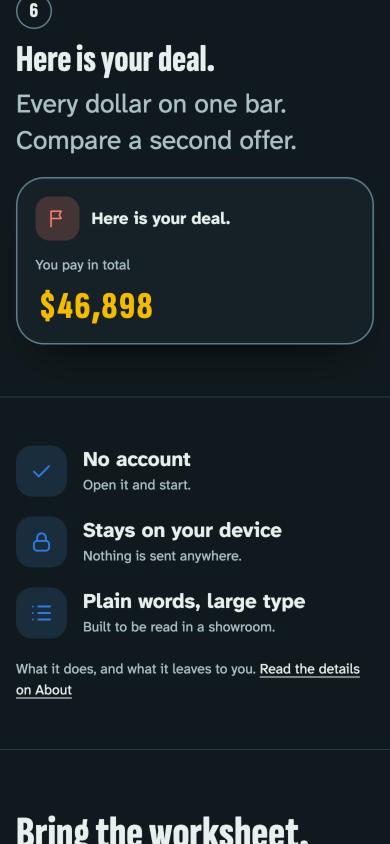 6
Here is your deal.
Every dollar on one bar.
Compare a second offer.
Here is your deal.
You pay in total
$46,898
No account
Open it and start.
Stays on your device
Nothing is sent anywhere.
Plain words, large type
Built to be read in a showroom.
What it does, and what it leaves to you. Read the details
on About
Bring the worksheet.